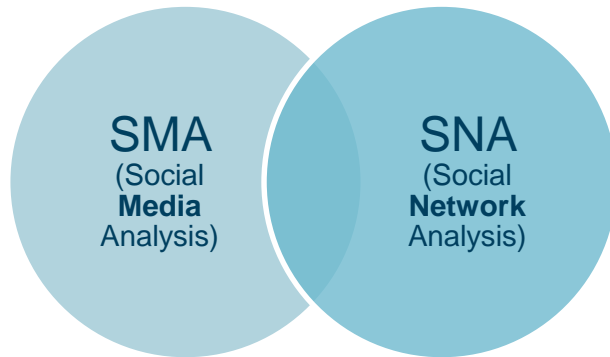 SMA
(Social
Media
Analysis)
SNA
(Social
Network
Analysis)